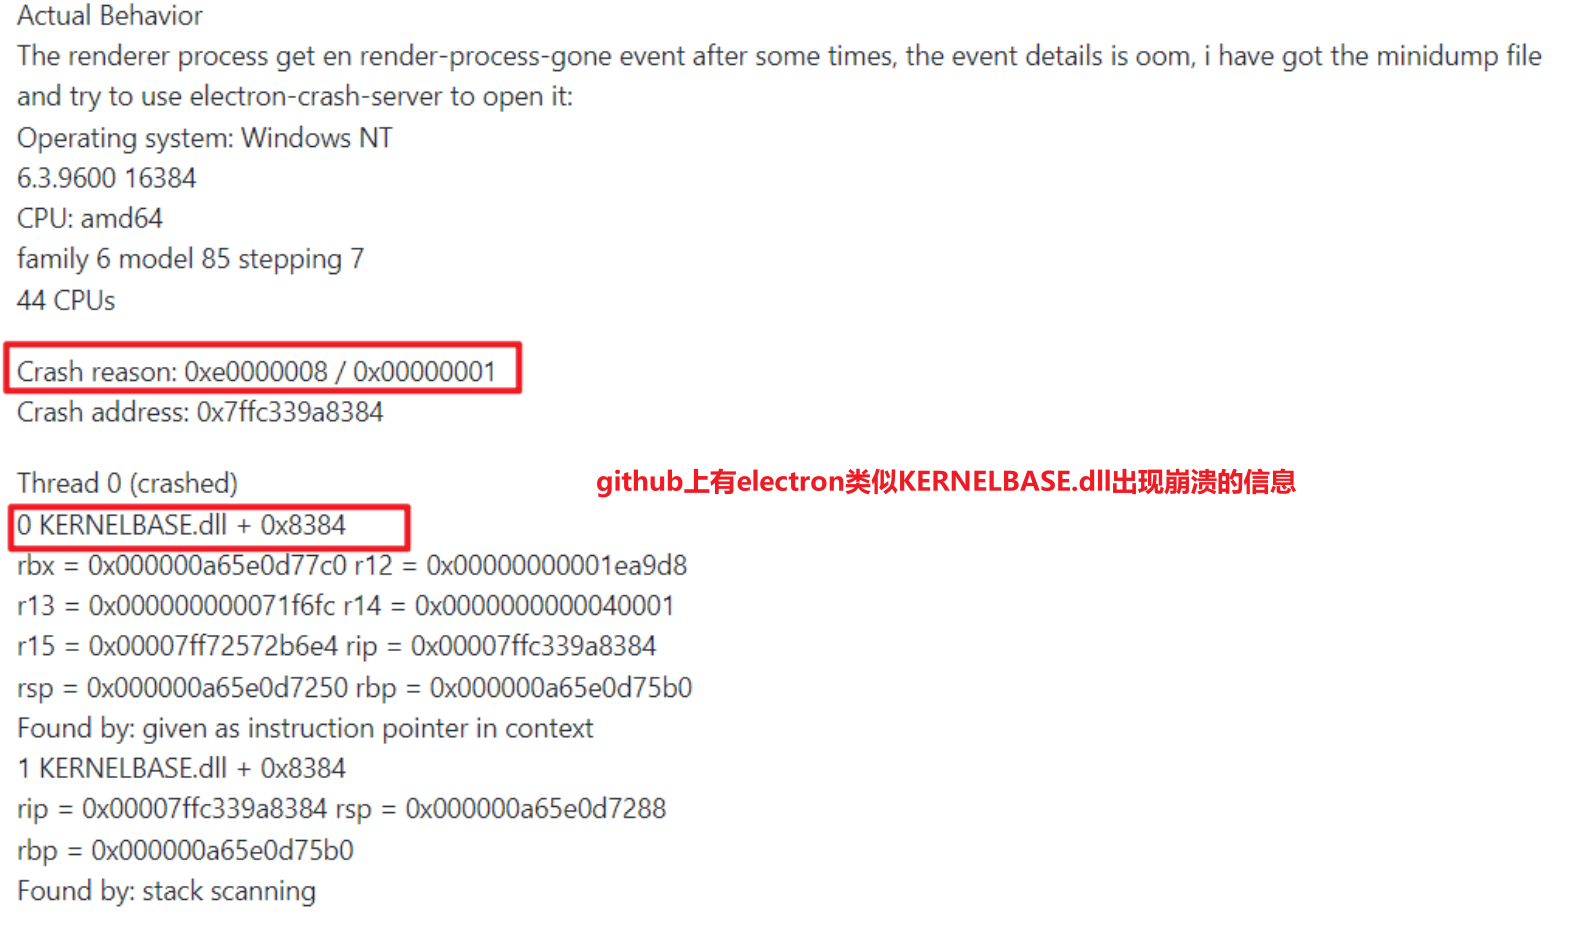 Actual Behavior
The renderer process get en render-process-gone event after some times, the event details is oom, i have got the minidump file
and try to use electron-crash-server to open it:
Operating system: Windows NT
6.3.9600 16384
CPU: amd64
family 6 model 85 stepping 7
44 CPUs
Crash reason: 0xe0000008 / 0x00000001
Crash address: 0x7ffc339a8384
Thread 0 (crashed)
github上有electron类似KERNELBASE.dll出现崩溃的信息
0 KERNELBASE.dll + 0x8384
rbx = 0x000000a65e0d77c0 r12 = 0x00000000001ea9d8
r13 = 0x000000000071f6fc r14 = 0x0000000000040001
r15 = 0x00007ff72572b6e4 rip = 0x00007ffc339a8384
rsp = 0x000000a65e0d7250 rbp = 0x000000a65e0d75b0
Found by: given as instruction pointer in context
1 KERNELBASE.dll + 0x8384
rip = 0x00007ffc339a8384 rsp = 0x000000a65e0d7288
rbp = 0x000000a65e0d75b0
Found by: stack scanning